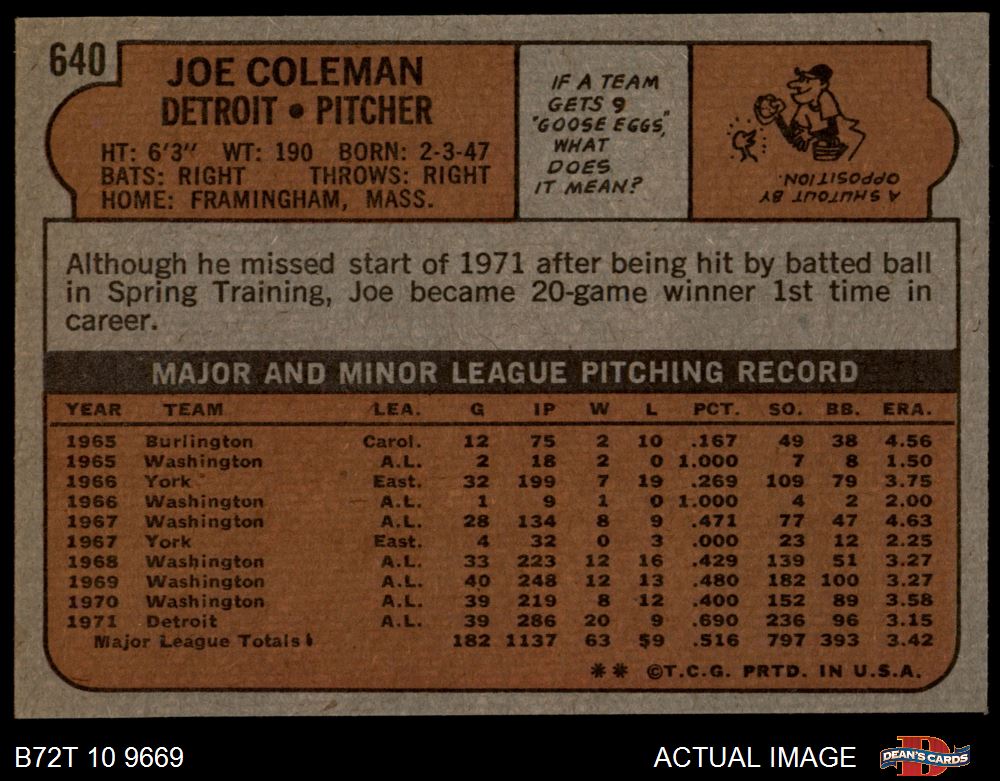 640
JOE COLEMAN
DETROIT • PITCHER
HT: 6'3" WT: 190 BORN: 2-3-47
BATS: RIGHT THROWS: RIGHT
HOME: FRAMINGHAM, MASS.
IF A TEAM
GETS 9
"GOOSE EGGS,"
WHAT
DOES
IT MEAN?
A SHUTOUT BY
OPPOSITION.
Although he missed start of 1971 after being hit by batted ball
in Spring Training, Joe became 20-game winner 1st time in
career.
MAJOR AND MINOR LEAGUE PITCHING RECORD
YEAR TEAM LEA. G IP W L PCT. SO. BB. ERA.
1965 Burlington Carol. 12 75 2 10 .167 49 38 4.56
1965 Washington A.L. 2 18 2 0 1.000 7 8 1.50
1966 York East. 32 199 7 19 .269 109 79 3.75
1966 Washington A.L. 1 9 1 0 1.000 4 2 2.00
1967 Washington A.L. 28 134 8 9 .471 77 47 4.63
1967 York East. 4 32 0 3 .000 23 12 2.25
1968 Washington A.L. 33 223 12 16 .429 139 51 3.27
1969 Washington A.L. 40 248 12 13 .480 182 100 3.27
1970 Washington A.L. 39 219 8 12 .400 152 89 3.58
1971 Detroit A.L. 39 286 20 9 .690 236 96 3.15
Major League Totals 182 1137 63 59 .516 797 393 3.42
** ©T.C.G. PRTD. IN U.S.A.
B72T 10 9669
ACTUAL IMAGE
DEAN'S CARDS